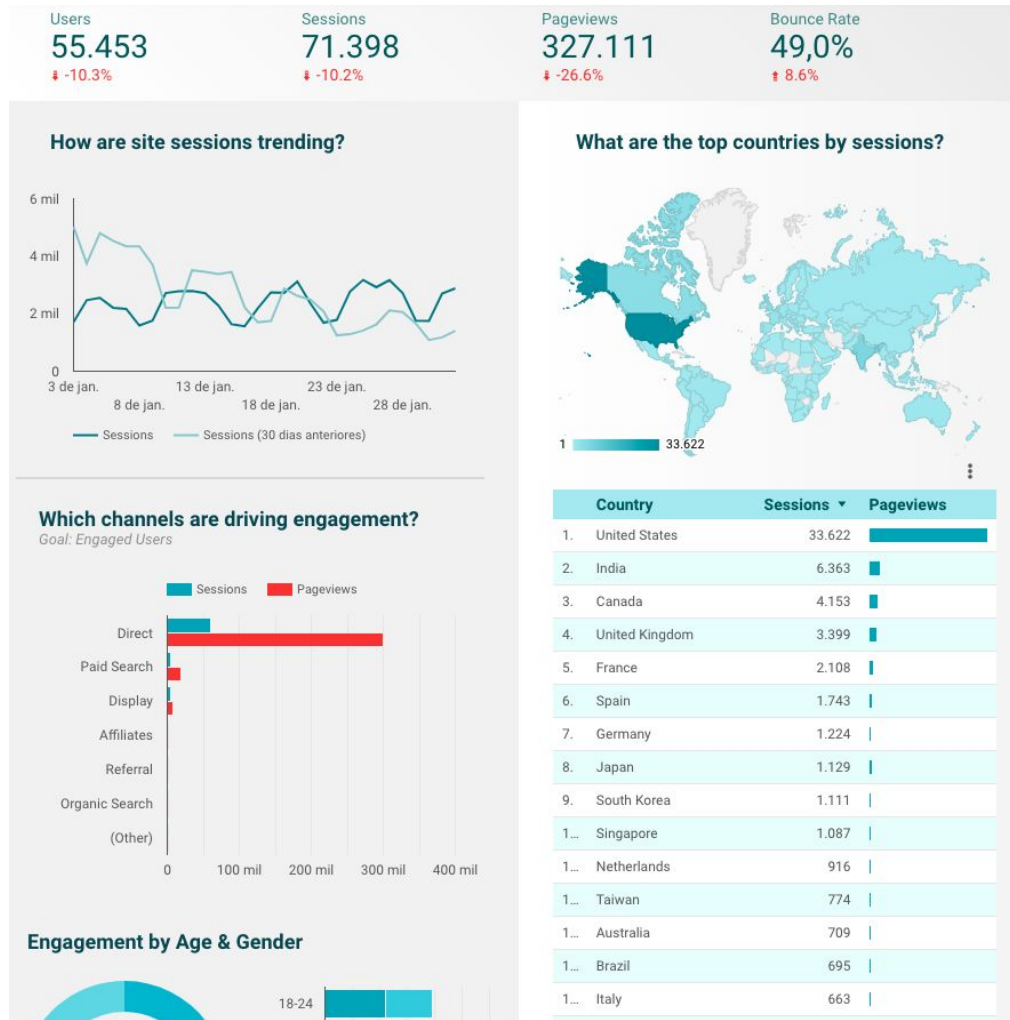 Users
55.453
-10.3%
Sessions
71.398
-10.2%
Pageviews
327.111
-26.6%
Bounce Rate
49,0%
8.6%
How are site sessions trending?
6 mil
4 mil
2 mil
0
3 de jan.
13 de jan.
23 de jan.
8 de jan.
18 de jan.
28 de jan.
Sessions
Sessions (30 dias anteriores)
Which channels are driving engagement?
Goal: Engaged Users
Sessions
Pageviews
Direct
Paid Search
Display
Affiliates
Referral
Organic Search
(Other)
0
100 mil
200 mil
300 mil
400 mil
Engagement by Age & Gender
18-24
What are the top countries by sessions?
1
33.622
Country Sessions Pageviews
1. United States 33.622
2. India 6.363
3. Canada 4.153
4. United Kingdom 3.399
5. France 2.108
6. Spain 1.743
7. Germany 1.224
8. Japan 1.129
9. South Korea 1.111
1... Singapore 1.087
1... Netherlands 916
1... Taiwan 774
1... Australia 709
1... Brazil 695
1... Italy 663